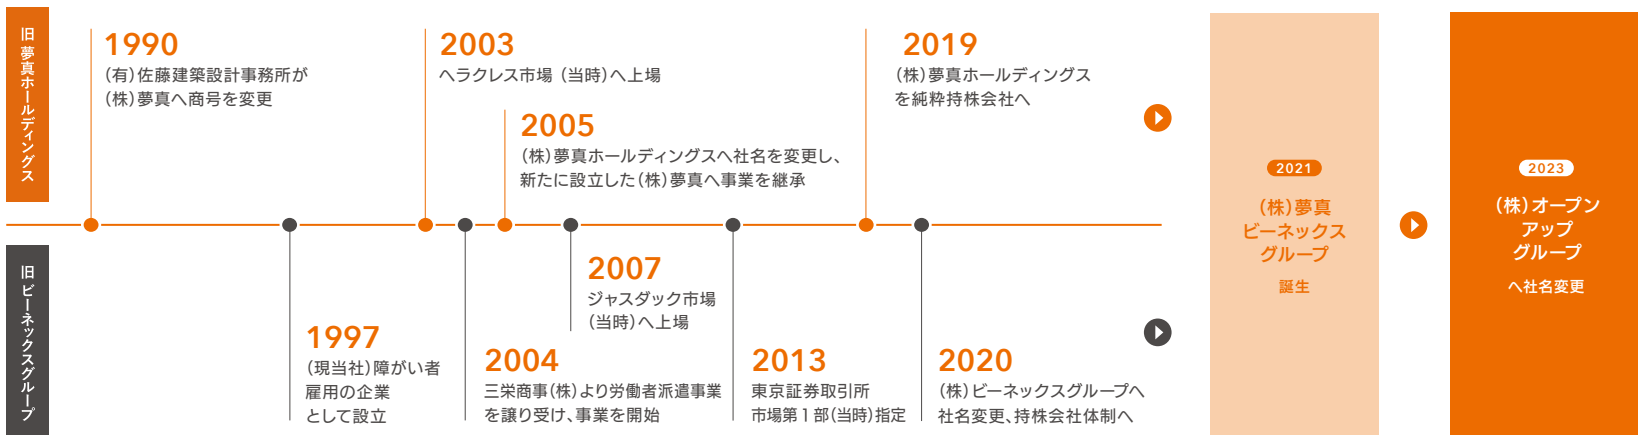 旧 夢真ホールディングス
1990
(有)佐藤建築設計事務所が
(株)夢真へ商号を変更
2003
ヘラクレス市場 (当時)へ上場
2005
(株)夢真ホールディングスへ社名を変更し、
新たに設立した(株)夢真へ事業を継承
2019
(株)夢真ホールディングス
を純粋持株会社へ
旧 ビーネックスグループ
1997
(現当社)障がい者
雇用の企業
として設立
2004
三栄商事(株)より労働者派遣事業
を譲り受け、事業を開始
2007
ジャスダック市場
(当時)へ上場
2013
東京証券取引所
市場第1部(当時)指定
2020
(株)ビーネックスグループへ
社名変更、持株会社体制へ
2021
(株)夢真
ビーネックス
グループ
誕生
2023
(株)オープン
アップ
グループ
へ社名変更